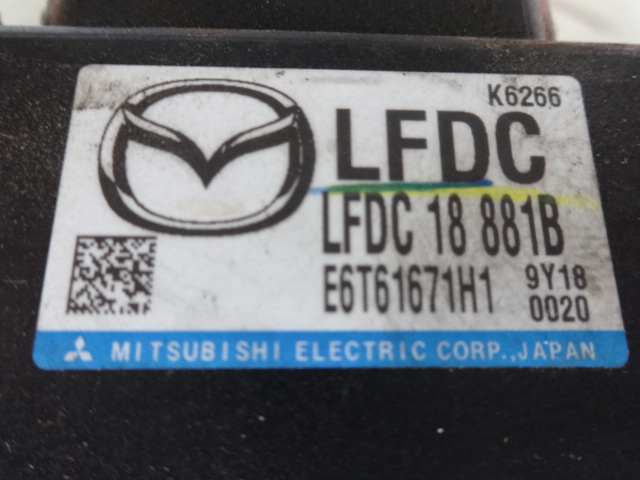 K6266
LFDC
LFDC 18 881B
E6T61671H1 9Y18
0020
MITSUBISHI ELECTRIC CORP., JAPAN